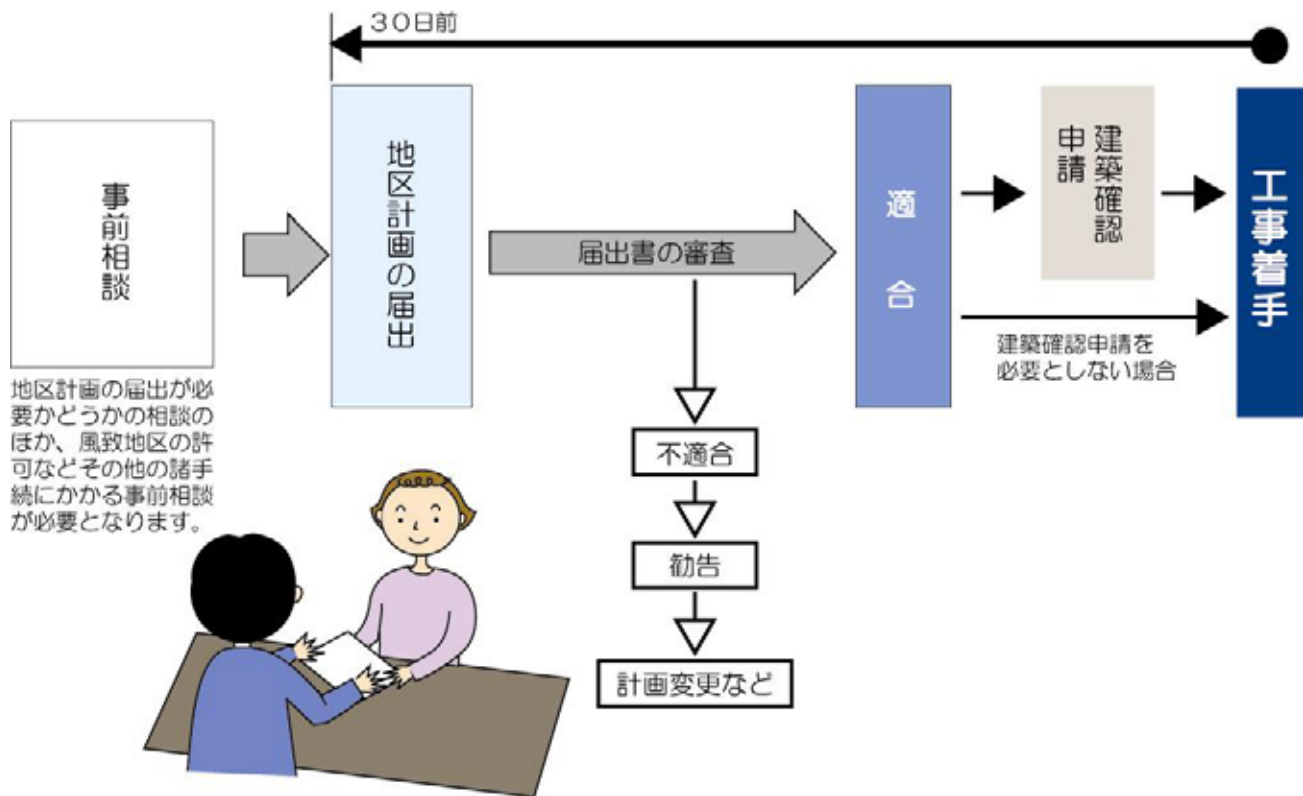 30日前
事前相談
地区計画の届出が必
要かどうかの相談の
ほか、風致地区の許
可などその他の諸手
続にかかる事前相談
が必要となります。
地区計画の届出
届出書の審査
不適合
勧告
計画変更など
適合
建築確認
申請
建築確認申請を
必要としない場合
工事着手